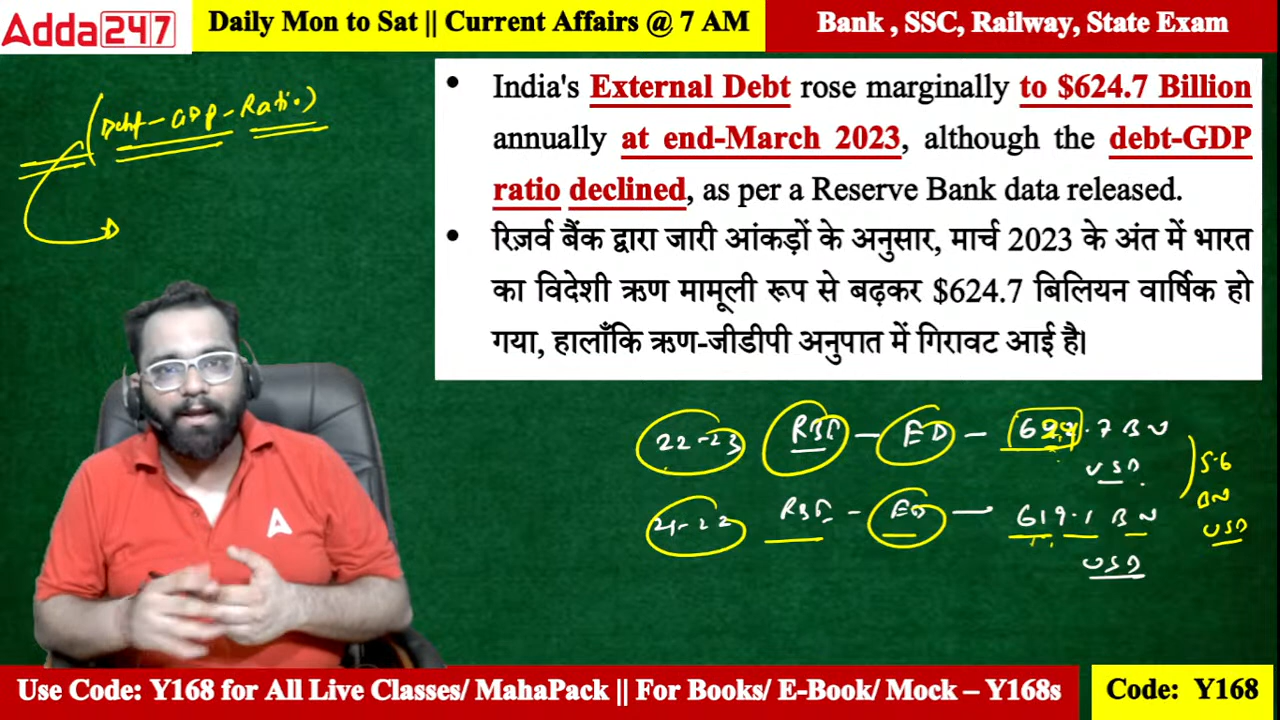 Adda247
Daily Mon to Sat || Current Affairs @ 7 AM
Bank , SSC, Railway, State Exam
(Debt-GDP-Ratio)
• India's External Debt rose marginally to $624.7 Billion
annually at end-March 2023, although the debt-GDP
ratio declined, as per a Reserve Bank data released.
• रिज़र्व बैंक द्वारा जारी आंकड़ों के अनुसार, मार्च 2023 के अंत में भारत
का विदेशी ऋण मामूली रूप से बढ़कर $624.7 बिलियन वार्षिक हो
गया, हालाँकि ऋण-जीडीपी अनुपात में गिरावट आई है।
22-23 RBI - ED - 624.7 BN
USD
21-22 RBI - ED - 619.1 BN
USD
5.6
BN
USD
Use Code: Y168 for All Live Classes/ MahaPack || For Books/ E-Book/ Mock – Y168s
Code: Y168